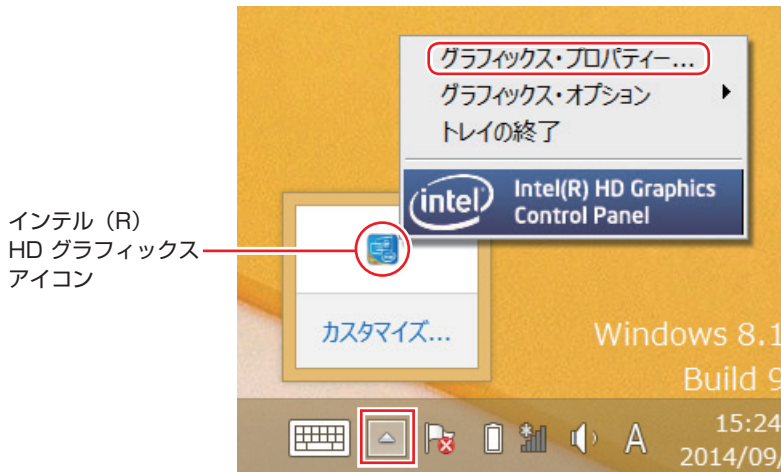 グラフィックス・プロパティー...
グラフィックス・オプション
トレイの終了
intel
Intel(R) HD Graphics
Control Panel
インテル（R）
HD グラフィックス
アイコン
カスタマイズ...
Windows 8.1
Build 9
A
15:24
2014/09/